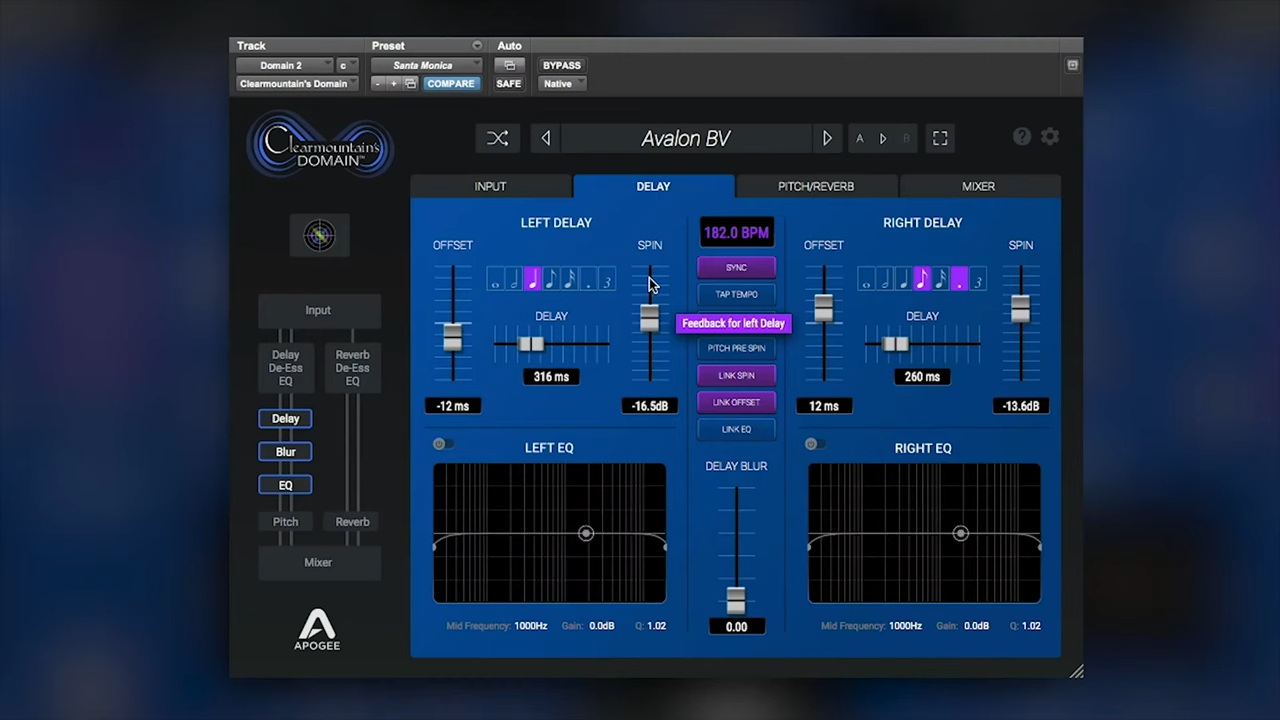 Track Preset Auto
Domain 2 c Santa Monica BYPASS
Clearmountain's Domain - + COMPARE SAFE Native
Clearmountain's
DOMAIN™
Avalon BV
A B
INPUT DELAY PITCH/REVERB MIXER
LEFT DELAY
OFFSET SPIN
DELAY
316 ms
-12 ms -16.5dB
182.0 BPM
SYNC
TAP TEMPO
Feedback for left Delay
PITCH PRE SPIN
LINK SPIN
LINK OFFSET
LINK EQ
RIGHT DELAY
OFFSET SPIN
DELAY
260 ms
12 ms -13.6dB
Input
Delay
De-Ess
EQ
Reverb
De-Ess
EQ
Delay
Blur
EQ
Pitch Reverb
Mixer
APOGEE
LEFT EQ
Mid Frequency: 1000Hz Gain: 0.0dB Q: 1.02
DELAY BLUR
0.00
RIGHT EQ
Mid Frequency: 1000Hz Gain: 0.0dB Q: 1.02